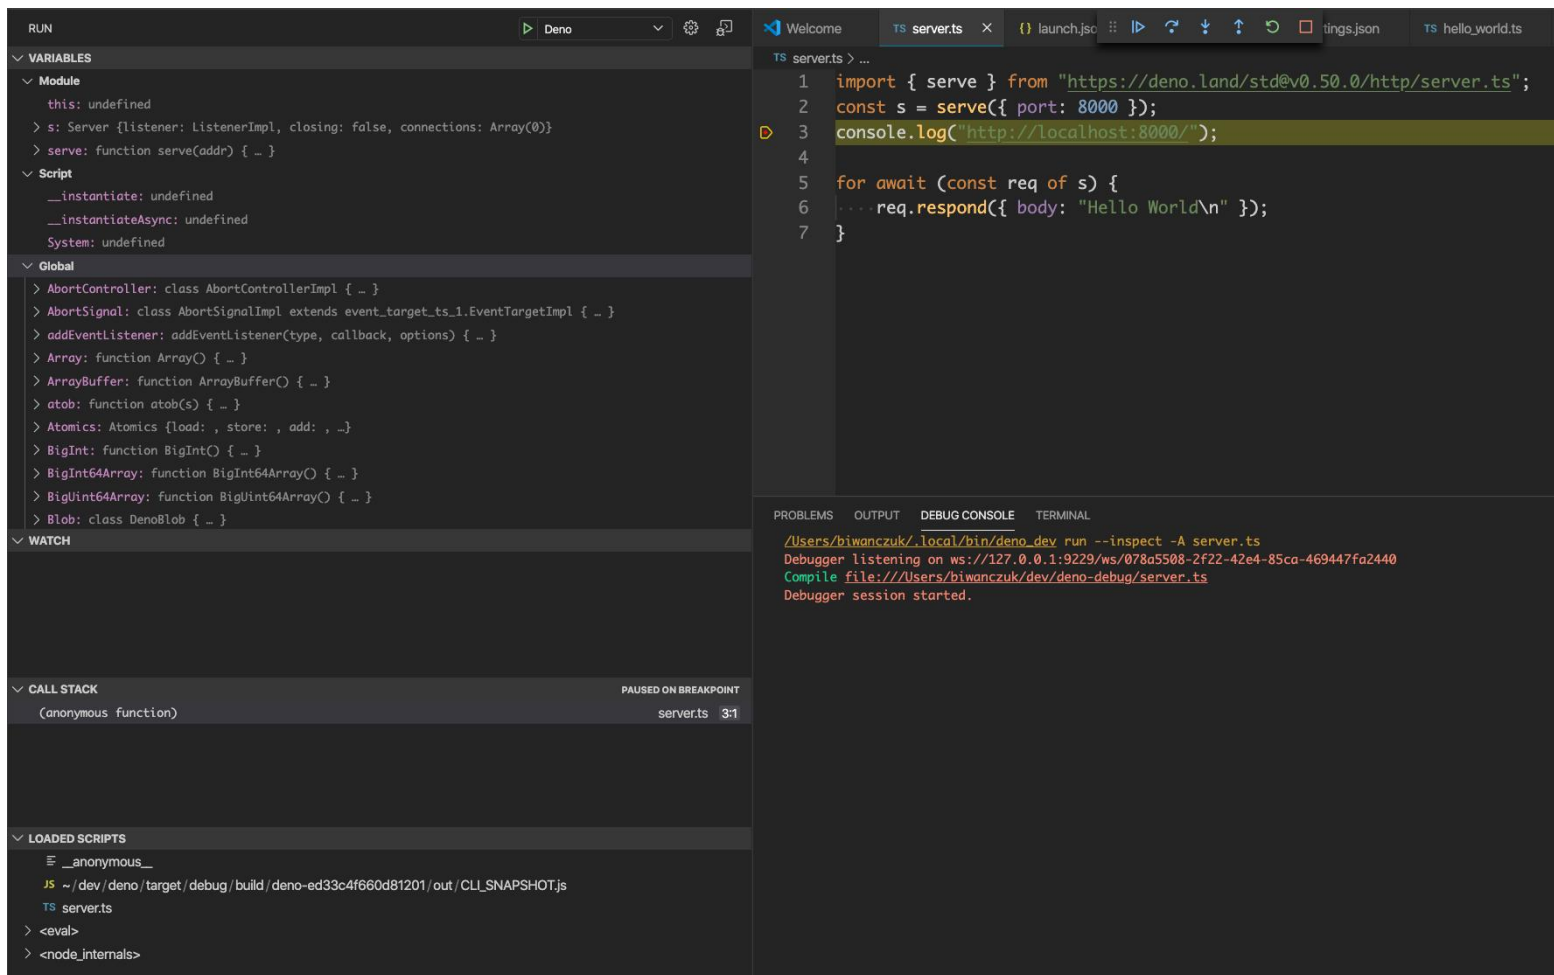 RUN
Deno
VARIABLES
Module
this: undefined
s: Server {listener: ListenerImpl, closing: false, connections: Array(0)}
serve: function serve(addr) { … }
Script
__instantiate: undefined
__instantiateAsync: undefined
System: undefined
Global
AbortController: class AbortControllerImpl { … }
AbortSignal: class AbortSignalImpl extends event_target_ts_1.EventTargetImpl { … }
addEventListener: addEventListener(type, callback, options) { … }
Array: function Array() { … }
ArrayBuffer: function ArrayBuffer() { … }
atob: function atob(s) { … }
Atomics: Atomics {load: , store: , add: , …}
BigInt: function BigInt() { … }
BigInt64Array: function BigInt64Array() { … }
BigUint64Array: function BigUint64Array() { … }
Blob: class DenoBlob { … }
WATCH
CALL STACK PAUSED ON BREAKPOINT
(anonymous function) server.ts 3:1
LOADED SCRIPTS
__anonymous__
JS ~/dev/deno/target/debug/build/deno-ed33c4f660d81201/out/CLI_SNAPSHOT.js
TS server.ts
<eval>
<node_internals>
Welcome TS server.ts {} launch.jsc tings.json TS hello_world.ts
TS server.ts > ...
1 import { serve } from "https://deno.land/std@v0.50.0/http/server.ts";
2 const s = serve({ port: 8000 });
3 console.log("http://localhost:8000/");
4
5 for await (const req of s) {
6 ····req.respond({ body: "Hello World\n" });
7 }
PROBLEMS OUTPUT DEBUG CONSOLE TERMINAL
/Users/biwanczuk/.local/bin/deno_dev run --inspect -A server.ts
Debugger listening on ws://127.0.0.1:9229/ws/078a5508-2f22-42e4-85ca-469447fa2440
Compile file:///Users/biwanczuk/dev/deno-debug/server.ts
Debugger session started.